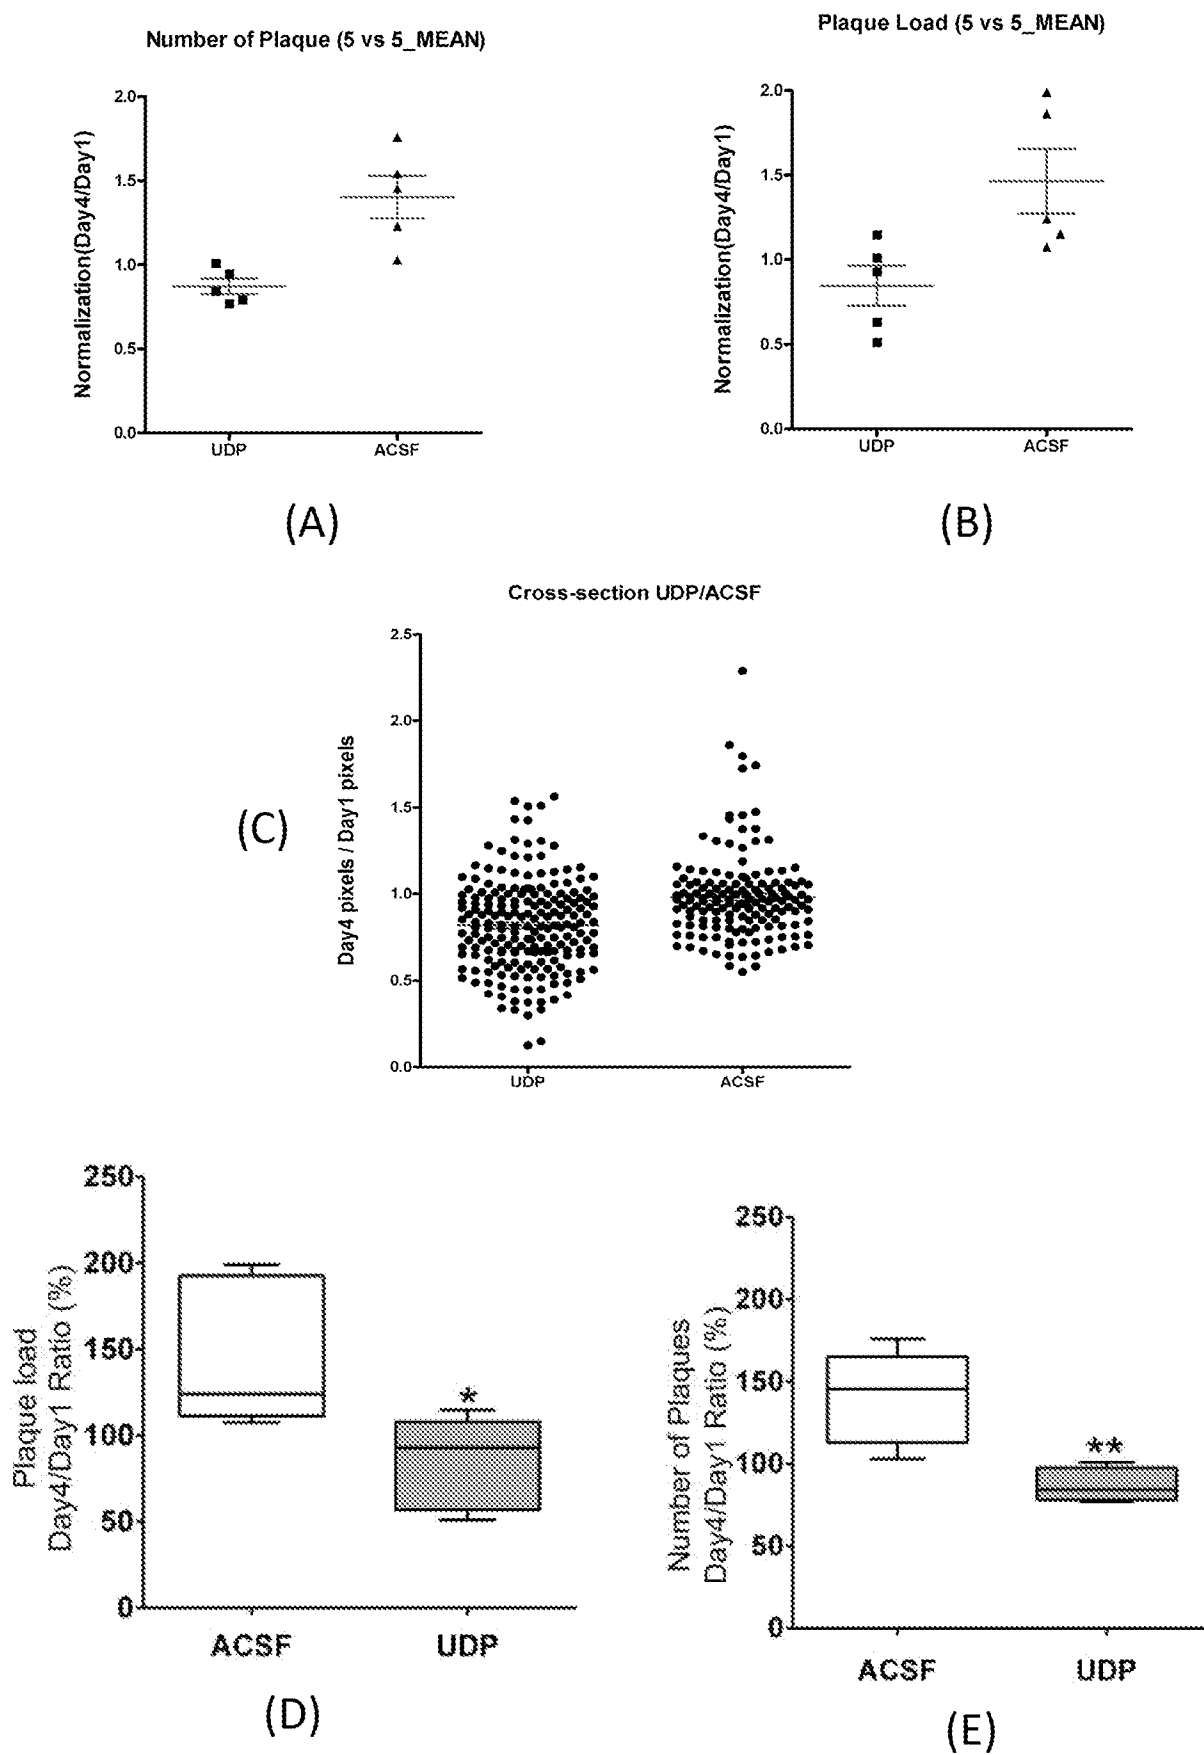 Number of Plaque (5 vs 5_MEAN)
Normalization(Day4/Day1)
2.0
1.5
1.0
0.5
0.0
UDP
ACSF
(A)
Plaque Load (5 vs 5_MEAN)
Normalization(Day4/Day1)
2.0
1.5
1.0
0.5
0.0
UDP
ACSF
(B)
Cross-section UDP/ACSF
(C)
Day4 pixels / Day1 pixels
2.5
2.0
1.5
1.0
0.5
0.0
UDP
ACSF
Plaque load
Day4/Day1 Ratio (%)
250
200
150
100
50
0
*
ACSF
UDP
(D)
Number of Plaques
Day4/Day1 Ratio (%)
250
200
150
100
50
0
**
ACSF
UDP
(E)